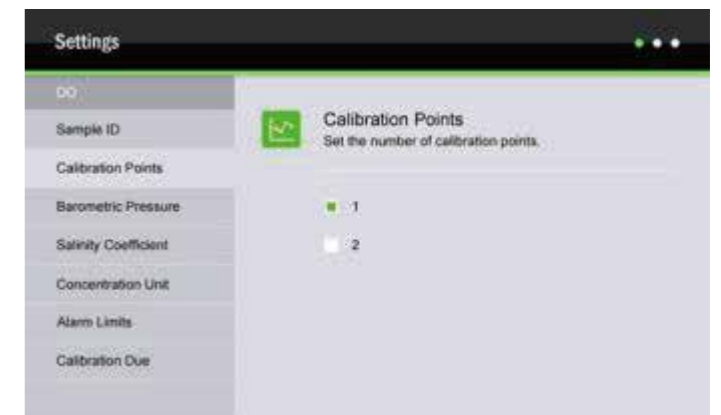 Settings
DO
Sample ID
Calibration Points
Barometric Pressure
Salinity Coefficient
Concentration Unit
Alarm Limits
Calibration Due
Calibration Points
Set the number of calibration points.
1
2